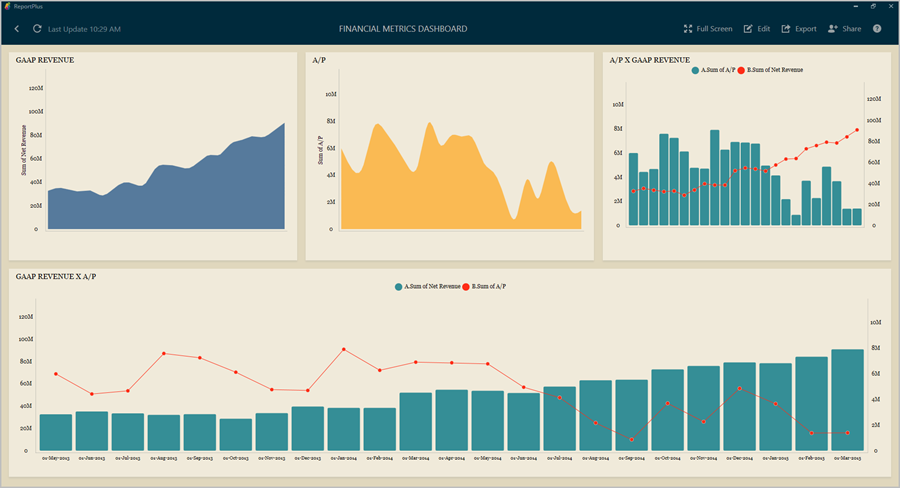 ReportPlus
Last Update 10:29 AM
FINANCIAL METRICS DASHBOARD
Full Screen
Edit
Export
Share
GAAP REVENUE
Sum of Net Revenue
120M
100M
80M
60M
40M
20M
0
A/P
Sum of A/P
10M
8M
6M
4M
2M
0
A/P X GAAP REVENUE
A.Sum of A/P
B.Sum of Net Revenue
10M
8M
6M
4M
2M
0
120M
100M
80M
60M
40M
20M
0
GAAP REVENUE X A/P
A.Sum of Net Revenue
B.Sum of A/P
120M
100M
80M
60M
40M
20M
0
10M
8M
6M
4M
2M
0
01-May-2013
01-Jun-2013
01-Jul-2013
01-Aug-2013
01-Sep-2013
01-Oct-2013
01-Nov-2013
01-Dec-2013
01-Jan-2014
01-Feb-2014
01-Mar-2014
01-Apr-2014
01-May-2014
01-Jun-2014
01-Jul-2014
01-Aug-2014
01-Sep-2014
01-Oct-2014
01-Nov-2014
01-Dec-2014
01-Jan-2015
01-Feb-2015
01-Mar-2015